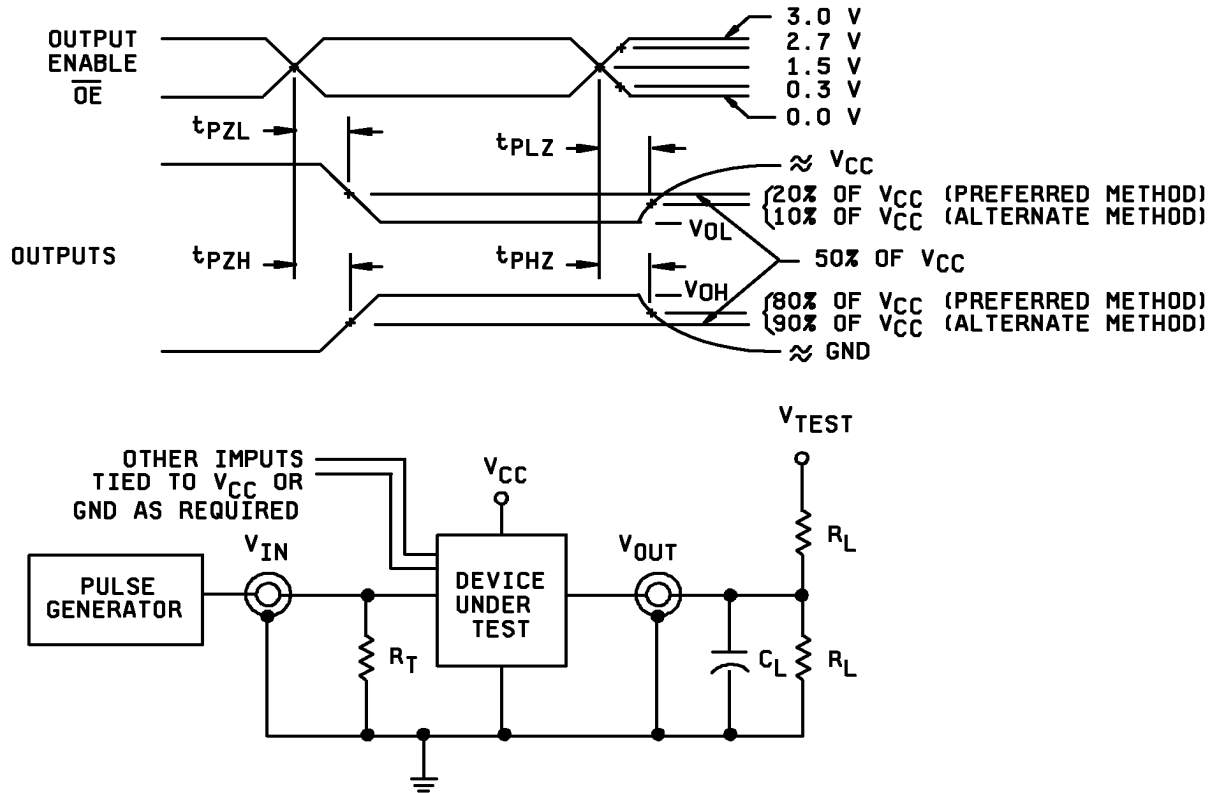 OUTPUT
ENABLE
OE
3.0 V
2.7 V
1.5 V
0.3 V
0.0 V
tPZL
tPLZ
≈ VCC
20% OF VCC (PREFERRED METHOD)
10% OF VCC (ALTERNATE METHOD)
VOL
OUTPUTS
tPZH
tPHZ
50% OF VCC
VOH
80% OF VCC (PREFERRED METHOD)
90% OF VCC (ALTERNATE METHOD)
≈ GND
VTEST
OTHER IMPUTS
TIED TO VCC OR
GND AS REQUIRED
VCC
RL
VIN
VOUT
PULSE
GENERATOR
DEVICE
UNDER
TEST
RT
CL
RL